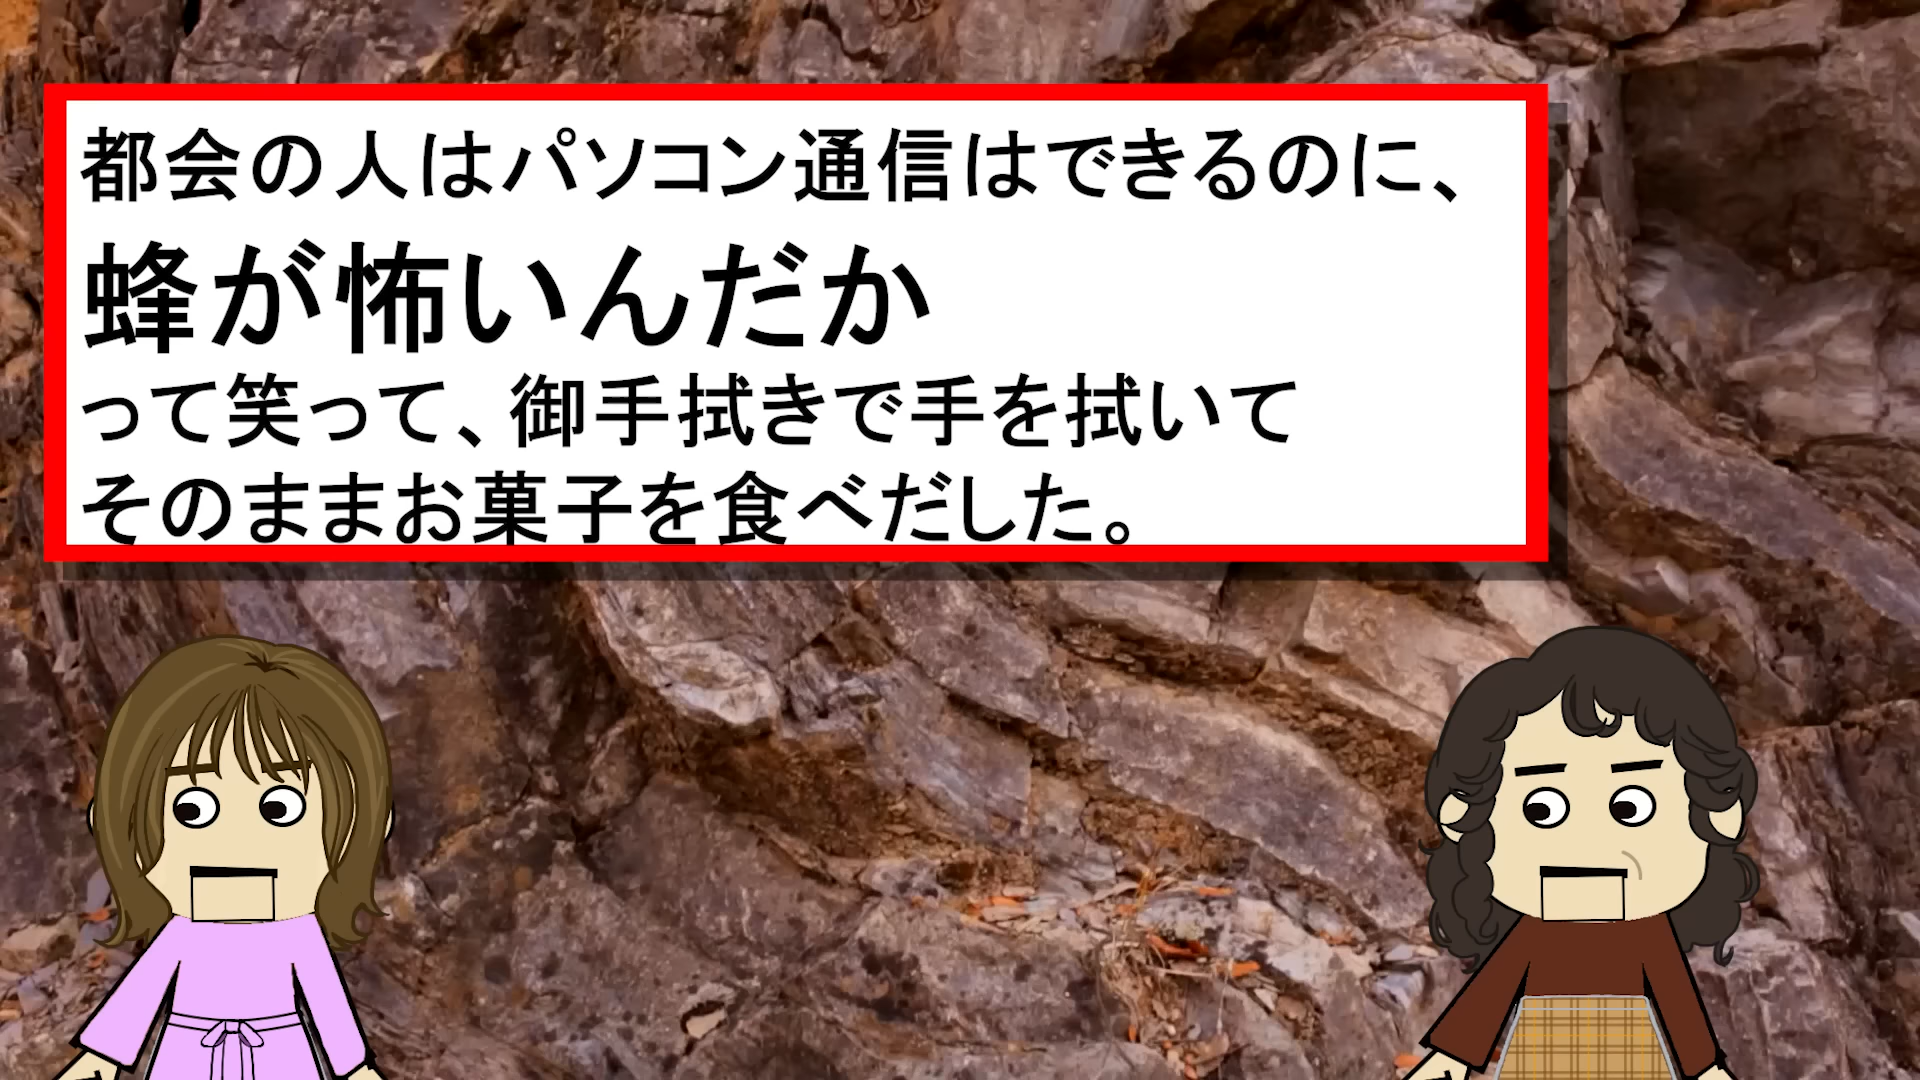 都会の人はパソコン通信はできるのに、
蜂が怖いんだか
って笑って、御手拭きで手を拭いて
そのままお菓子を食べだした。